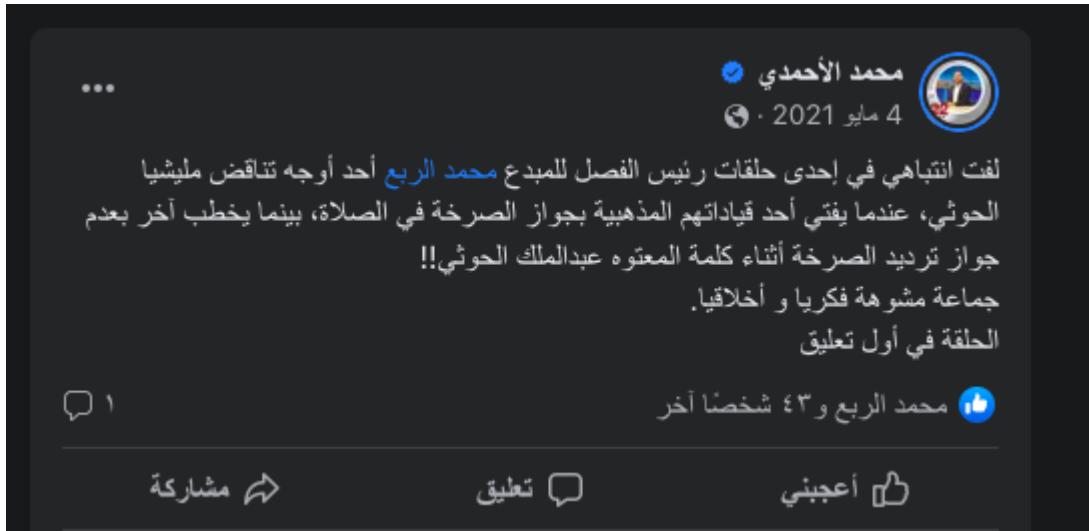 محمد الأحمدي
4 مايو 2021 ·
لفت انتباهي في إحدى حلقات رئيس الفصل للمبدع محمد الربع أحد أوجه تناقض مليشيا
الحوثي، عندما يفتي أحد قياداتهم المذهبية بجواز الصرخة في الصلاة، بينما يخطب آخر بعدم
جواز ترديد الصرخة أثناء كلمة المعتوه عبدالملك الحوثي!!
جماعة مشوهة فكريا و أخلاقيا.
الحلقة في أول تعليق
محمد الربع و٤٣ شخصًا آخر
١
أعجبني
تعليق
مشاركة